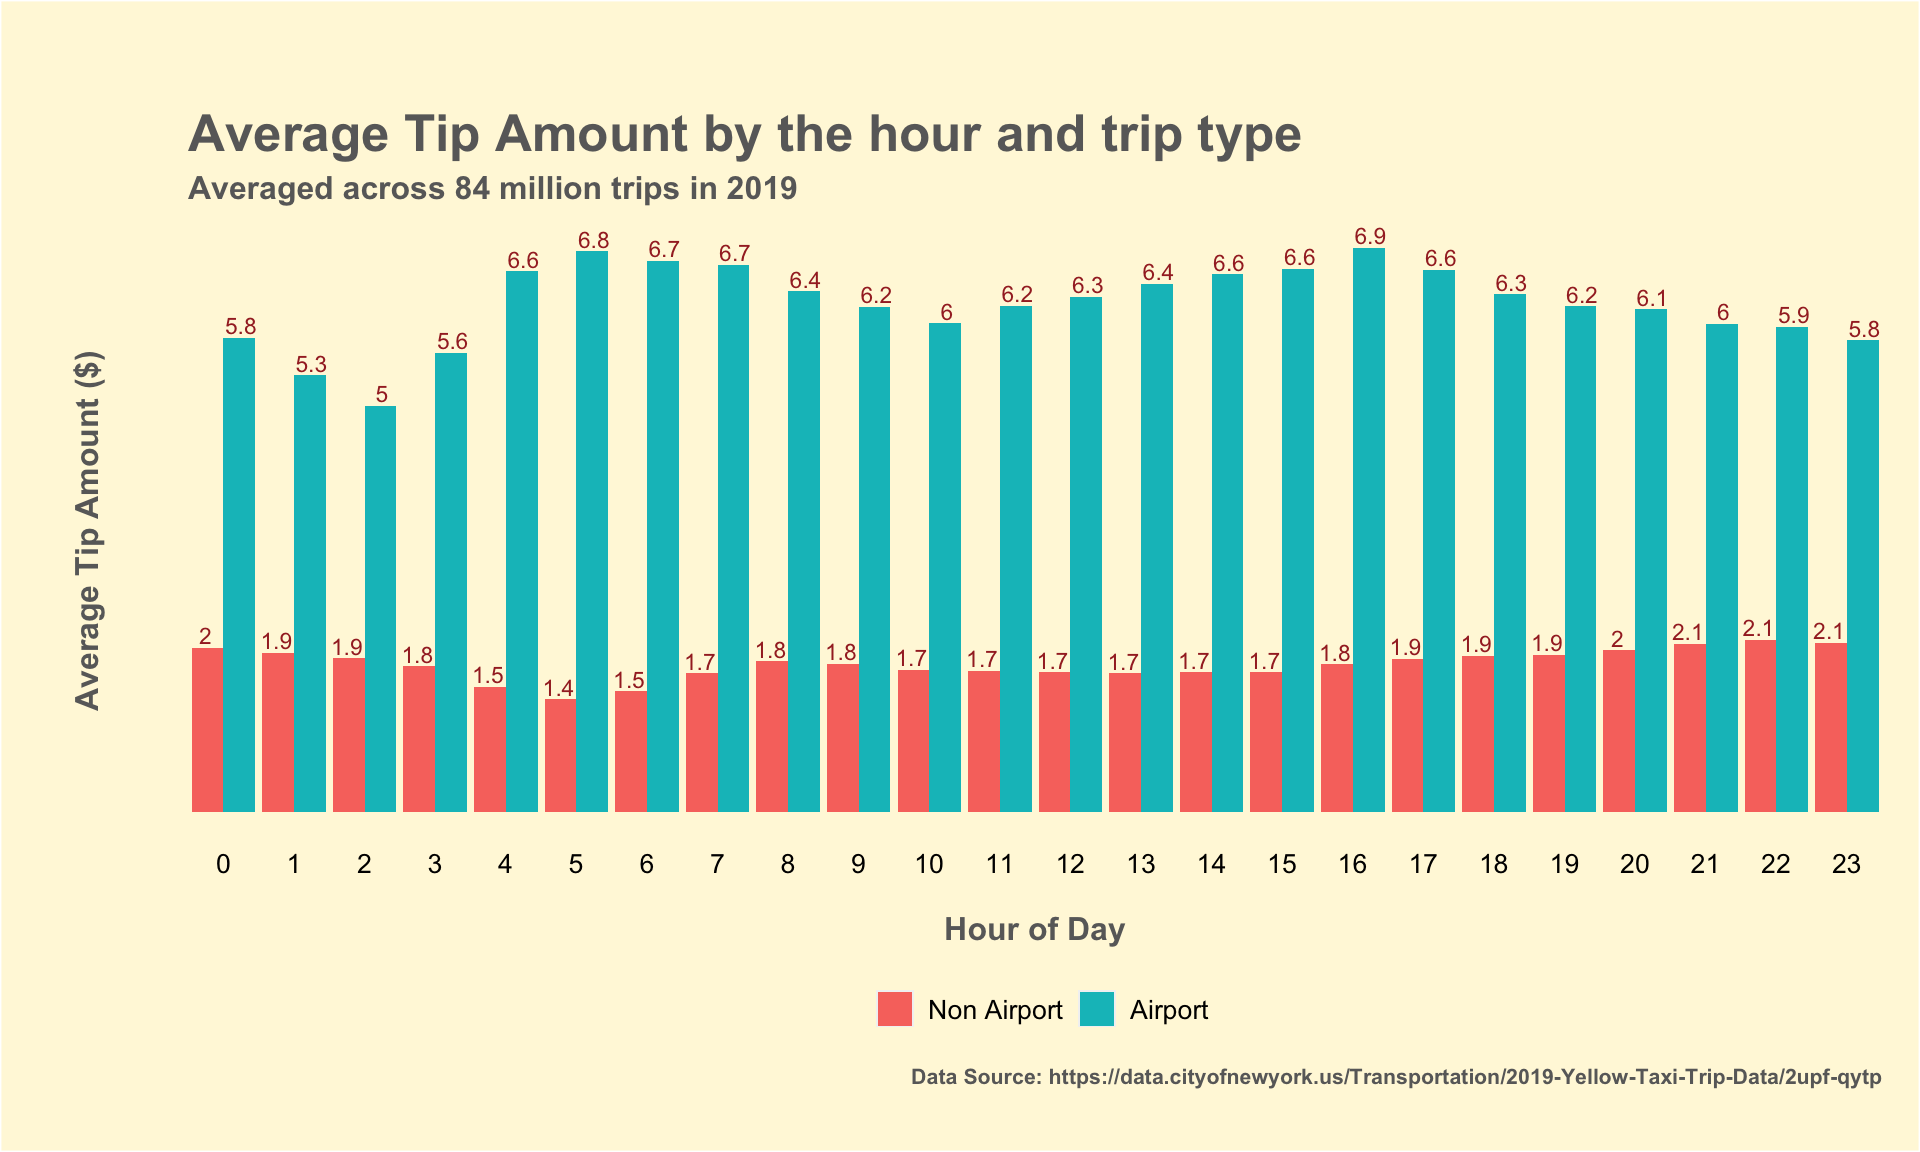 Average Tip Amount by the hour and trip type
Averaged across 84 million trips in 2019
Average Tip Amount ($)
5.8 5.3 5 5.6 6.6 6.8 6.7 6.7 6.4 6.2 6 6.2 6.3 6.4 6.6 6.6 6.9 6.6 6.3 6.2 6.1 6 5.9 5.8
2 1.9 1.9 1.8 1.5 1.4 1.5 1.7 1.8 1.8 1.7 1.7 1.7 1.7 1.7 1.7 1.8 1.9 1.9 1.9 2 2.1 2.1 2.1
0 1 2 3 4 5 6 7 8 9 10 11 12 13 14 15 16 17 18 19 20 21 22 23
Hour of Day
Non Airport Airport
Data Source: https://data.cityofnewyork.us/Transportation/2019-Yellow-Taxi-Trip-Data/2upf-qytp